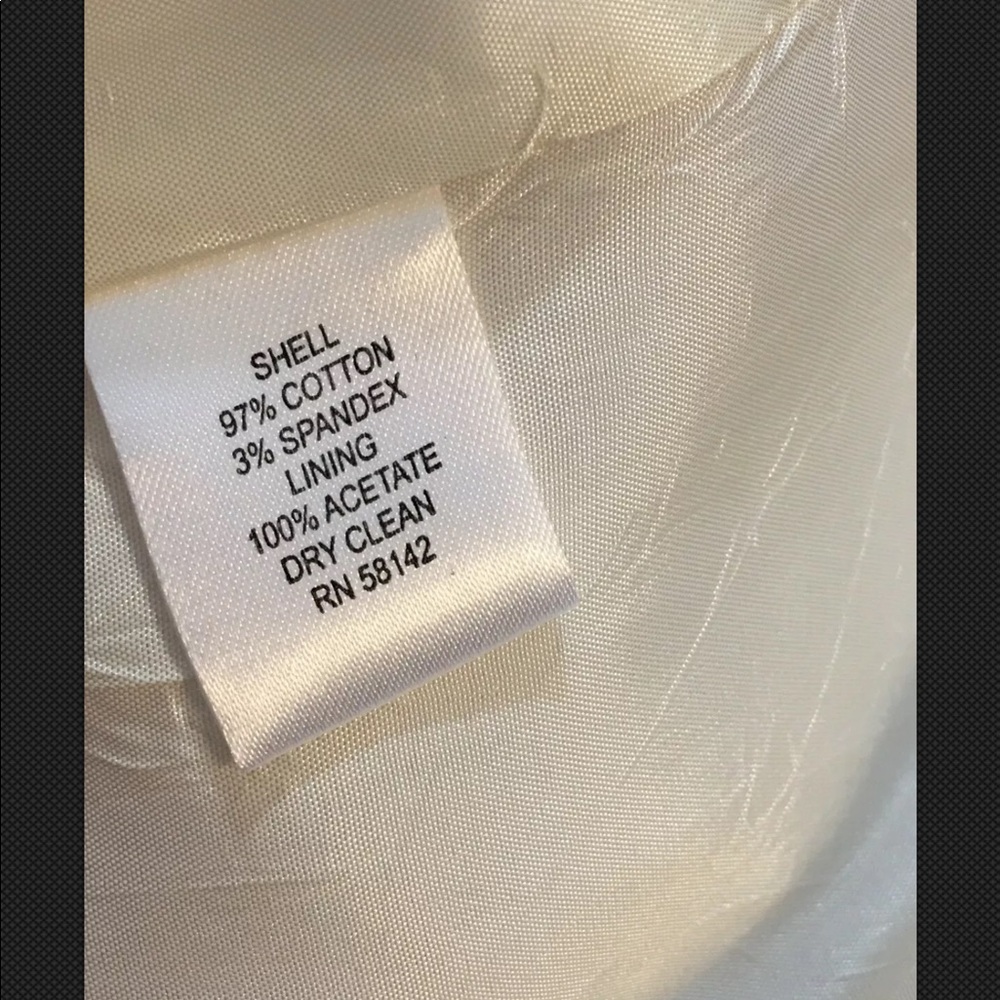 SHELL
97% COTTON
3% SPANDEX
LINING
100% ACETATE
DRY CLEAN
RN 58142